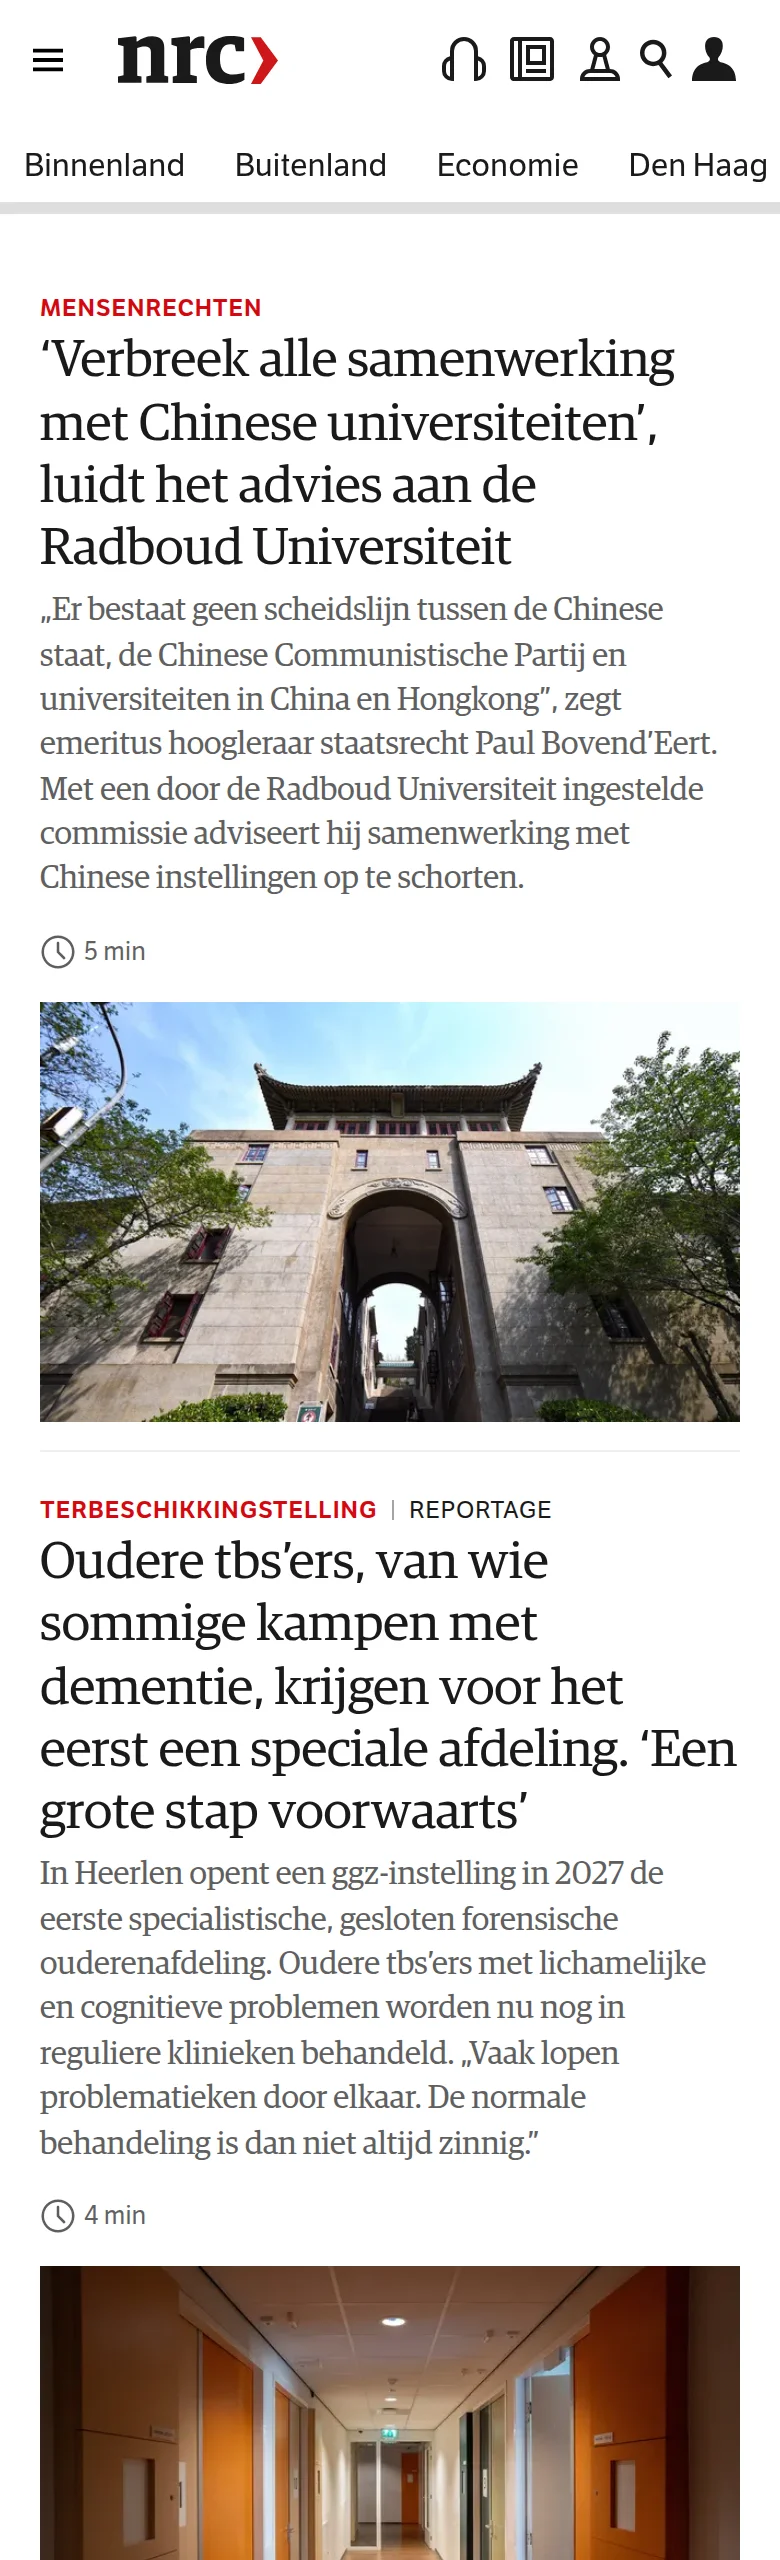 nrc
Binnenland Buitenland Economie Den Haag
MENSENRECHTEN
‘Verbreek alle samenwerking
met Chinese universiteiten’,
luidt het advies aan de
Radboud Universiteit
„Er bestaat geen scheidslijn tussen de Chinese
staat, de Chinese Communistische Partij en
universiteiten in China en Hongkong”, zegt
emeritus hoogleraar staatsrecht Paul Bovend’Eert.
Met een door de Radboud Universiteit ingestelde
commissie adviseert hij samenwerking met
Chinese instellingen op te schorten.
5 min
TERBESCHIKKINGSTELLING | REPORTAGE
Oudere tbs’ers, van wie
sommige kampen met
dementie, krijgen voor het
eerst een speciale afdeling. ‘Een
grote stap voorwaarts’
In Heerlen opent een ggz-instelling in 2027 de
eerste specialistische, gesloten forensische
ouderenafdeling. Oudere tbs’ers met lichamelijke
en cognitieve problemen worden nu nog in
reguliere klinieken behandeld. „Vaak lopen
problematieken door elkaar. De normale
behandeling is dan niet altijd zinnig.”
4 min